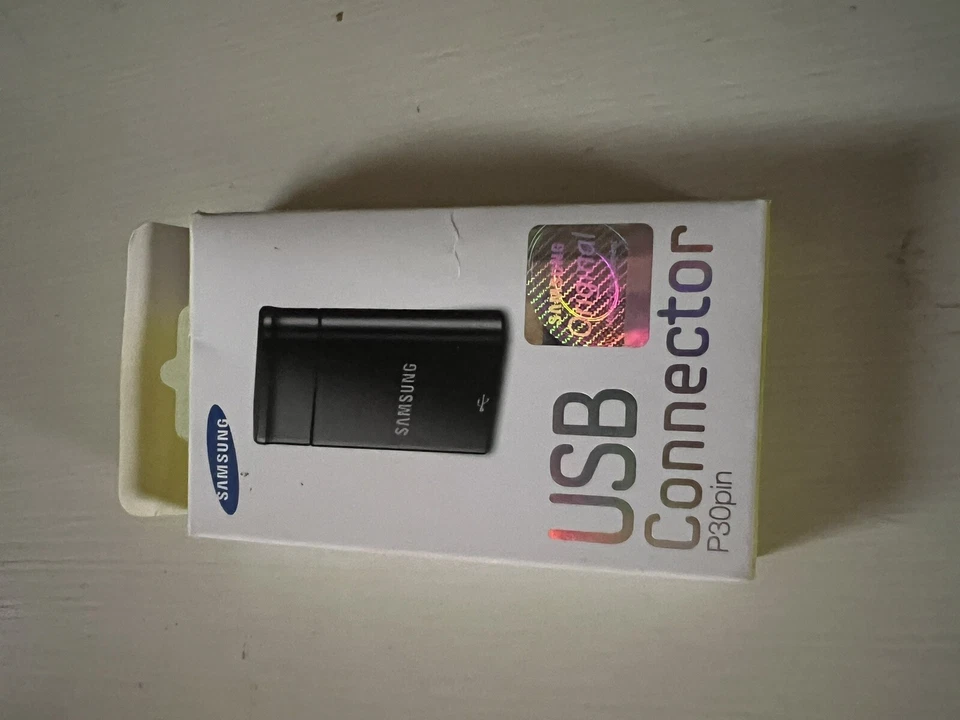 SAMSUNG
SAMSUNG
SAMSUNG
Original
USB
Connector
P30pin